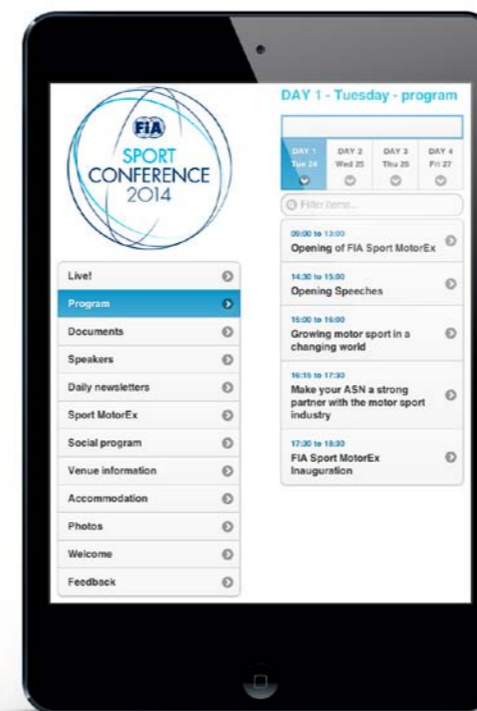 FiA
SPORT
CONFERENCE
2014
Live!
Program
Documents
Speakers
Daily newsletters
Sport MotorEx
Social program
Venue information
Accommodation
Photos
Welcome
Feedback
DAY 1 - Tuesday - program
DAY 1 DAY 2 DAY 3 DAY 4
Tue 24 Wed 25 Thu 26 Fri 27
Filter items...
09:00 to 13:00
Opening of FIA Sport MotorEx
14:30 to 15:00
Opening Speeches
15:00 to 16:00
Growing motor sport in a
changing world
16:15 to 17:30
Make your ASN a strong
partner with the motor sport
industry
17:30 to 18:30
FIA Sport MotorEx
Inauguration